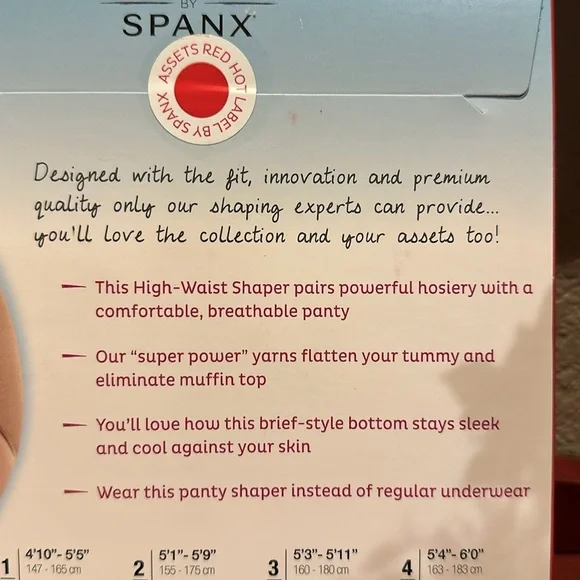 BY
SPANX
ASSETS RED HOT LABEL BY SPANX
Designed with the fit, innovation and premium
quality only our shaping experts can provide...
you'll love the collection and your assets too!
This High-Waist Shaper pairs powerful hosiery with a
comfortable, breathable panty
Our “super power” yarns flatten your tummy and
eliminate muffin top
You'll love how this brief-style bottom stays sleek
and cool against your skin
Wear this panty shaper instead of regular underwear
1 4'10"- 5'5" 2 5'1"- 5'9" 3 5'3"- 5'11" 4 5'4"- 6'0"
147 - 165 cm 155 - 175 cm 160 - 180 cm 163 - 183 cm